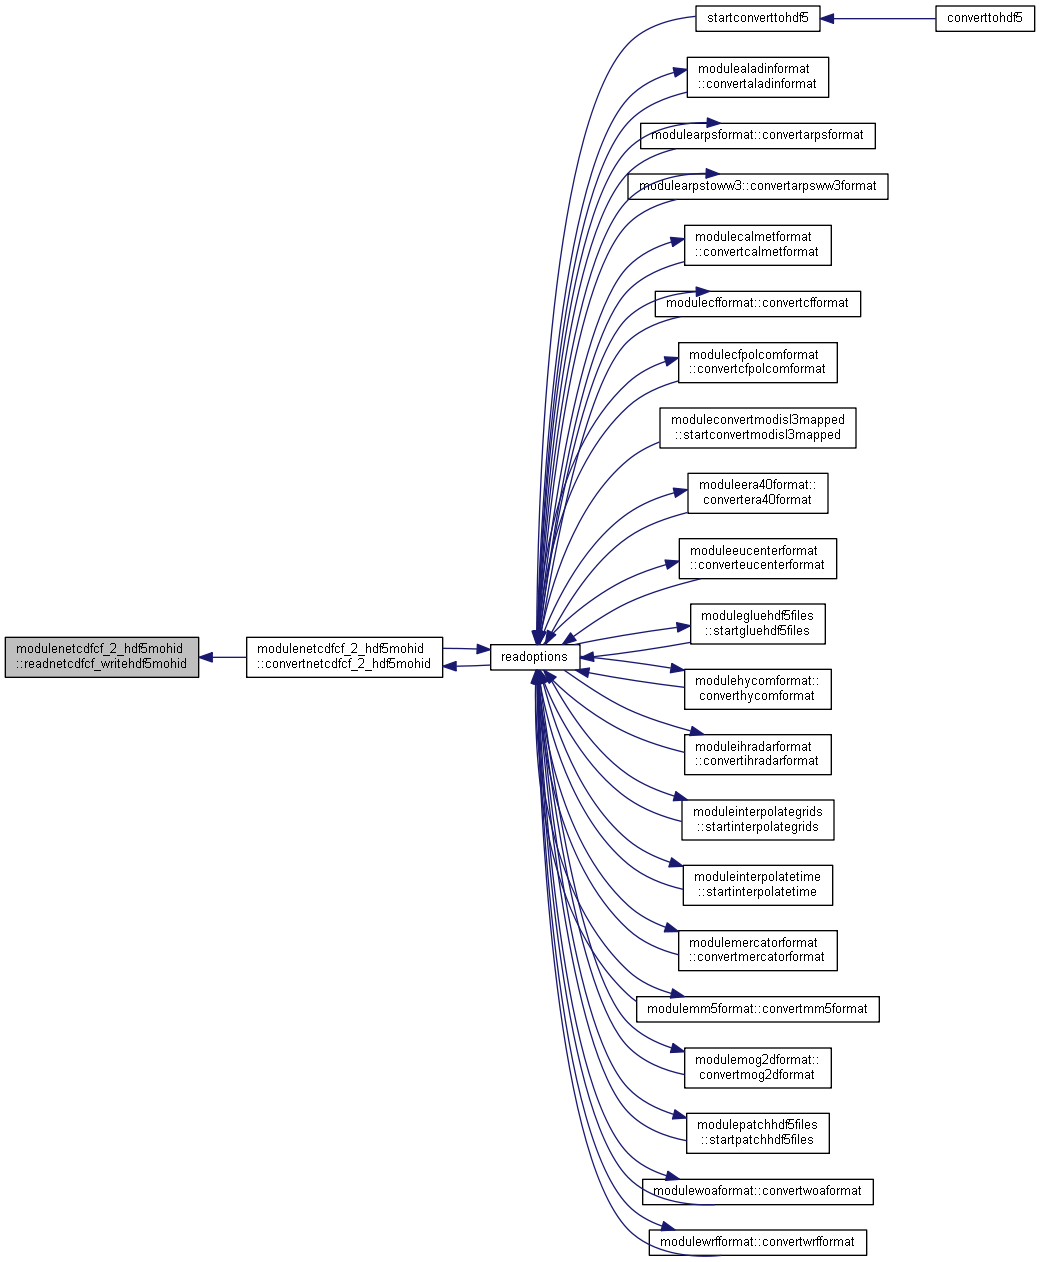 startconverttohdf5
converttohdf5
modulealadinformat
::convertaladinformat
modulearpsformat::convertarpsformat
modulearpstoww3::convertarpsww3format
modulecalmetformat
::convertcalmetformat
modulecfformat::convertcfformat
modulecfpolcomformat
::convertcfpolcomformat
moduleconvertmodisl3mapped
::startconvertmodisl3mapped
moduleera40format::
convertera40format
moduleeucenterformat
::converteucenterformat
modulegluehdf5files
::startgluehdf5files
modulenetcdfcf_2_hdf5mohid
::readnetcdfcf_writehdf5mohid
modulenetcdfcf_2_hdf5mohid
::convertnetcdfcf_2_hdf5mohid
readoptions
modulehycomformat::
converthycomformat
moduleihradarformat
::convertihradarformat
moduleinterpolategrids
::startinterpolategrids
moduleinterpolatetime
::startinterpolatetime
modulemercatorformat
::convertmercatorformat
modulemm5format::convertmm5format
modulemog2dformat::
convertmog2dformat
modulepatchhdf5files
::startpatchhdf5files
modulewoaformat::convertwoaformat
modulewrfformat::convertwrfformat